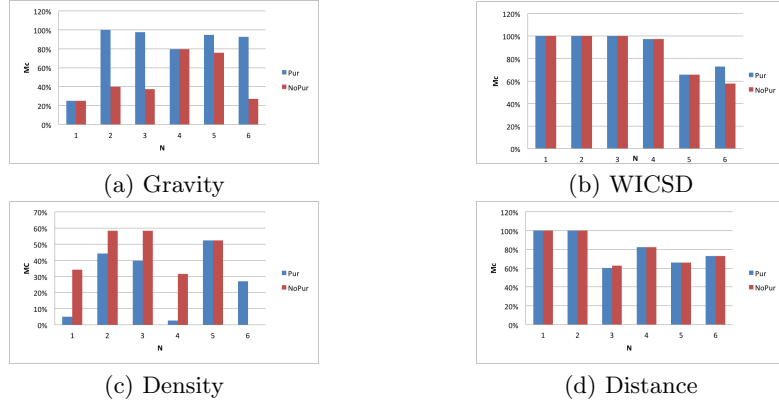 120%
100%
80%
60%
40%
20%
0%
Mc
1 2 3 4 5 6
N
Pur
NoPur
(a) Gravity
120%
100%
80%
60%
40%
20%
0%
Mc
1 2 3 4 5 6
N
Pur
NoPur
(b) WICSD
70%
60%
50%
40%
30%
20%
10%
0%
MC
1 2 3 4 5 6
N
Pur
NoPur
(c) Density
120%
100%
80%
60%
40%
20%
0%
Mc
1 2 3 4 5 6
N
Pur
NoPur
(d) Distance